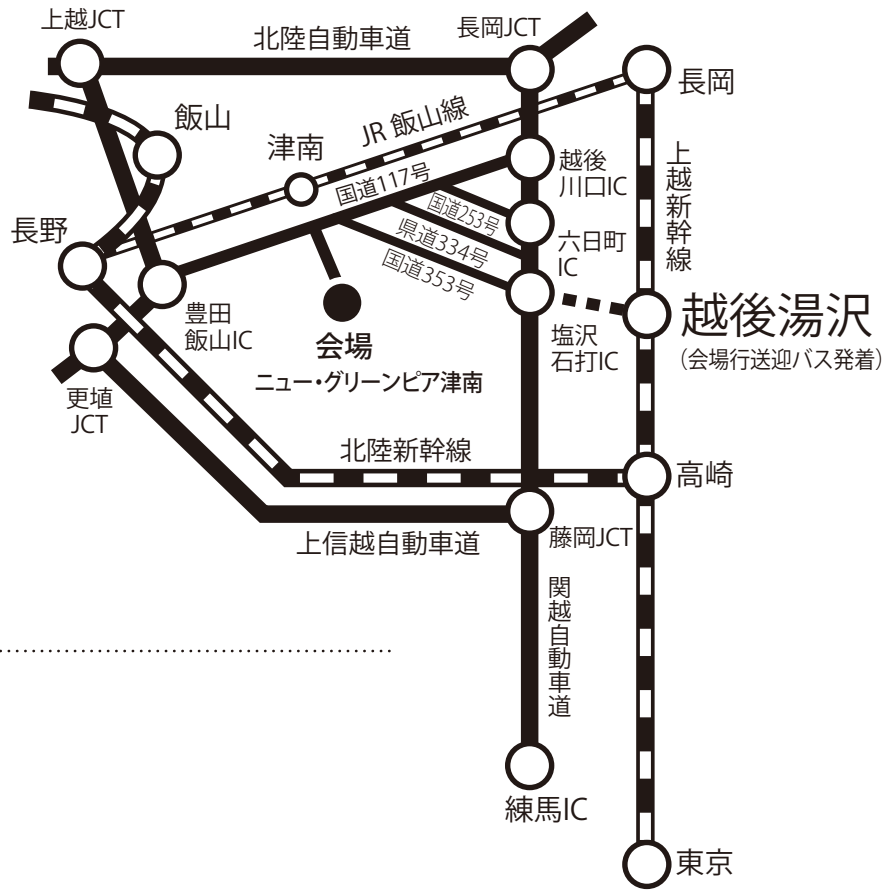 上越JCT
北陸自動車道
長岡JCT
長岡
飯山
津南
JR 飯山線
国道117号
越後
川口IC
上越新幹線
国道253号
県道334号
国道353号
六日町
IC
長野
豊田
飯山IC
会場
ニュー・グリーンピア津南
塩沢
石打IC
越後湯沢
(会場行送迎バス発着)
更埴
JCT
北陸新幹線
高崎
上信越自動車道
藤岡JCT
関越自動車道
練馬IC
東京